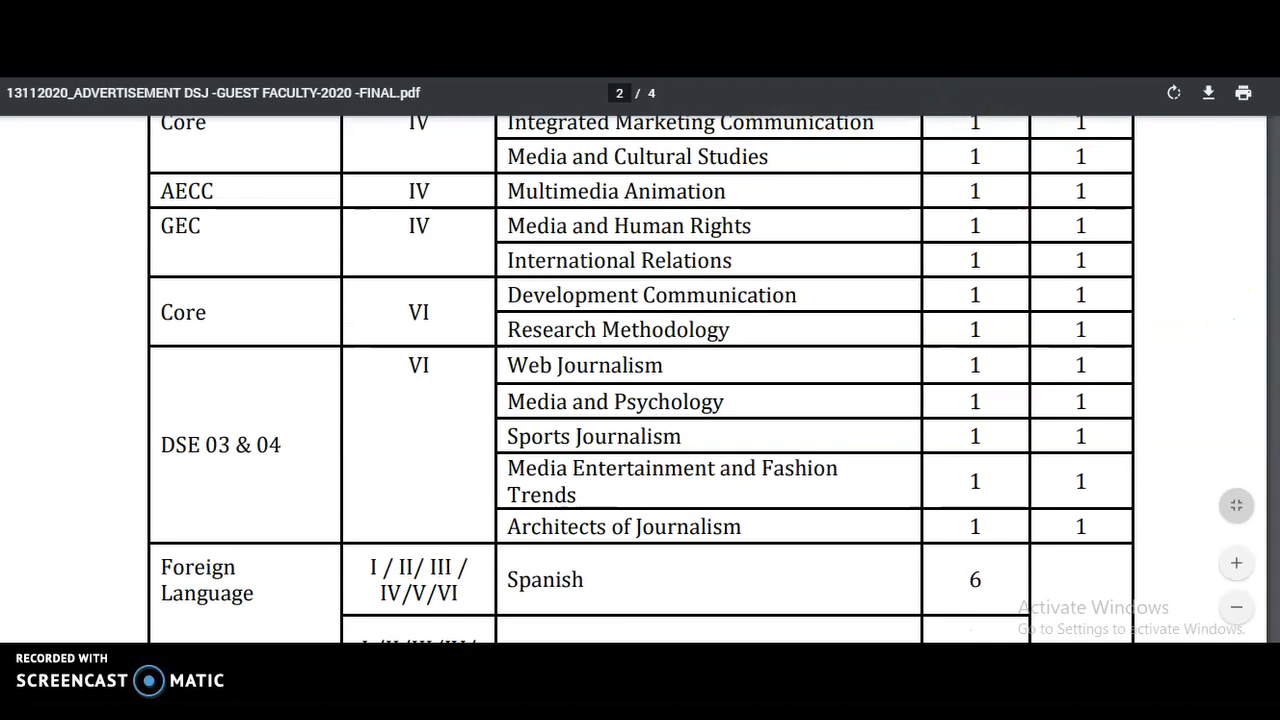 13112020_ADVERTISEMENT DSJ -GUEST FACULTY-2020 -FINAL.pdf 2 / 4
Core IV Integrated Marketing Communication 1 1
Media and Cultural Studies 1 1
AECC IV Multimedia Animation 1 1
GEC IV Media and Human Rights 1 1
International Relations 1 1
Core VI Development Communication 1 1
Research Methodology 1 1
DSE 03 & 04 VI Web Journalism 1 1
Media and Psychology 1 1
Sports Journalism 1 1
Media Entertainment and Fashion
Trends 1 1
Architects of Journalism 1 1
Foreign
Language I / II/ III /
IV/V/VI Spanish 6
Activate Windows
Go to Settings to activate Windows.
RECORDED WITH
SCREENCAST MATIC